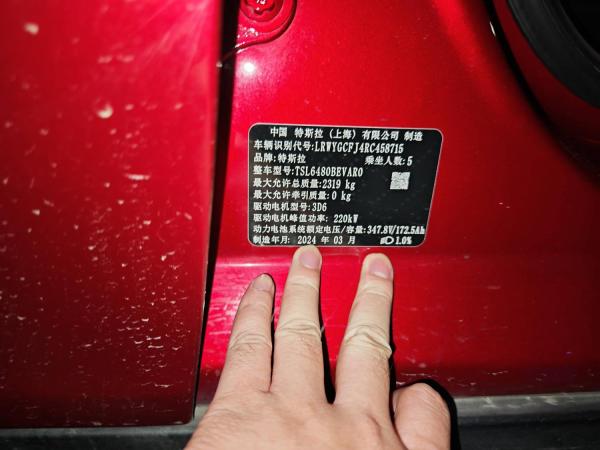 中国 特斯拉（上海）有限公司 制造
车辆识别代号:LRWYGCFJ4RC458715
品牌:特斯拉 乘坐人数:5
整车型号:TSL6480BEVAR0
最大允许总质量:2319 kg
最大允许牵引质量:0 kg
驱动电机型号:3D6
驱动电机峰值功率: 220kW
动力电池系统额定电压/容量:347.8V/172.5Ah
制造年月: 2024 年 03 月 1.0%